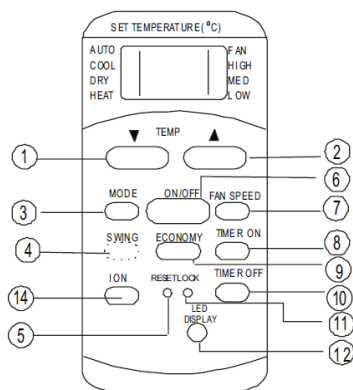 SET TEMPERATURE(°C)
AUTO FAN
COOL HIGH
DRY MED
HEAT LOW
▼ TEMP ▲
1 2
6
MODE ON/OFF FAN SPEED
3 7
SWING ECONOMY TIMER ON
4 8
9
ION RESET LOCK TIMER OFF
14 10
LED
DISPLAY
5 11
12